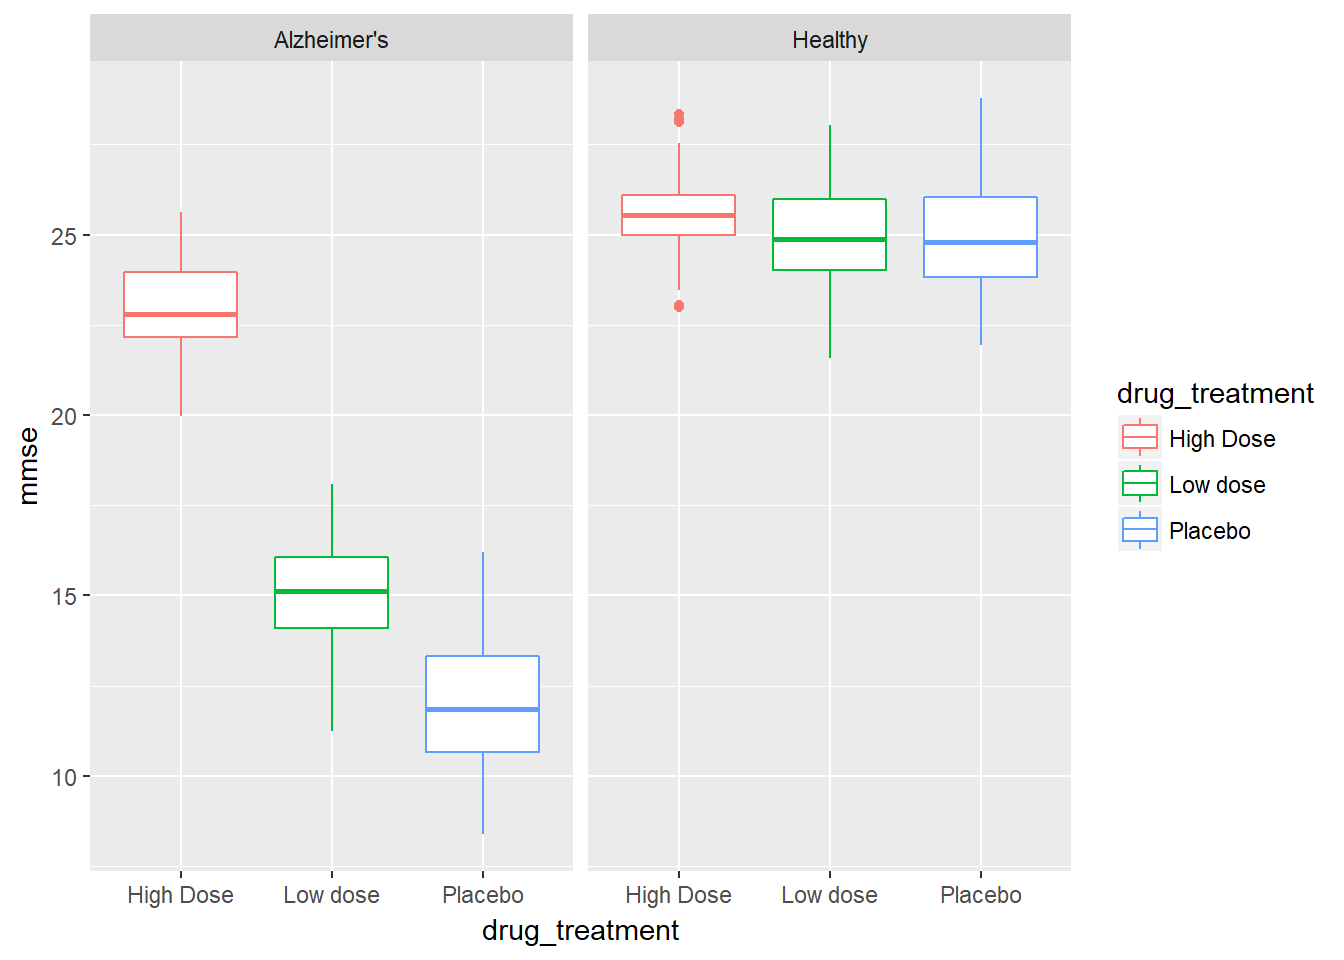 Alzheimer's
Healthy
mmse
25
20
15
10
High Dose
Low dose
Placebo
High Dose
Low dose
Placebo
drug_treatment
drug_treatment
High Dose
Low dose
Placebo